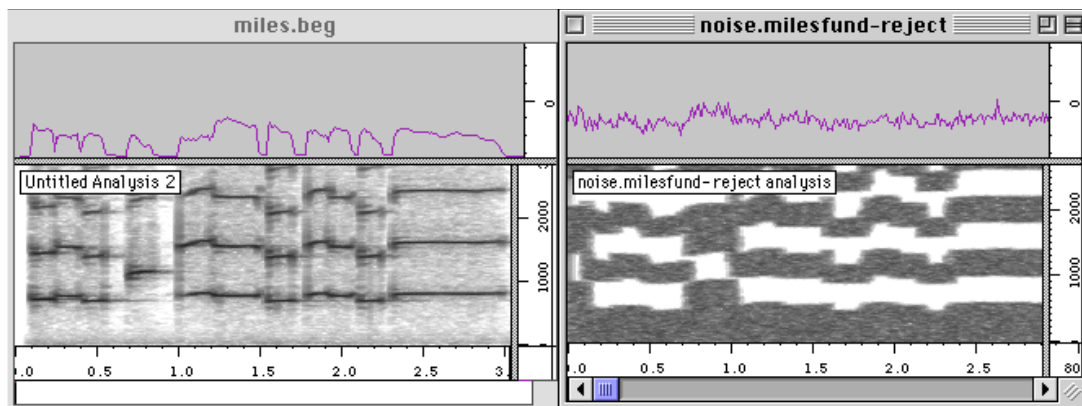 miles.beg
0
Untitled Analysis 2
2000
1000
0
:.0 0.5 1.0 1.5 2.0 2.5 3.
noise.milesfund-reject
0
noise.milesfund-reject analysis
2000
1000
0
:.0 0.5 1.0 1.5 2.0 2.5 80